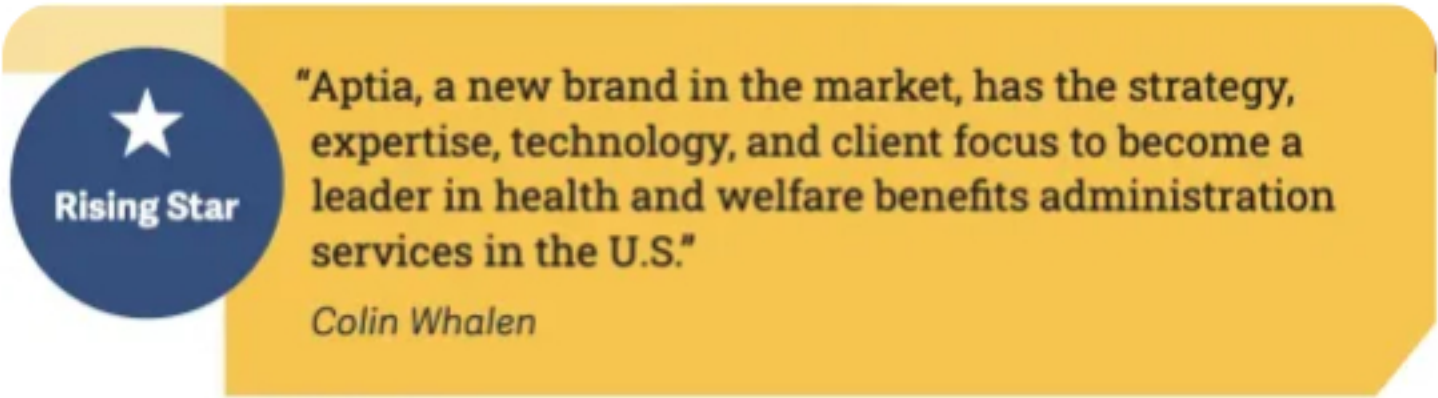 Rising Star
“Aptia, a new brand in the market, has the strategy,
expertise, technology, and client focus to become a
leader in health and welfare benefits administration
services in the U.S.”
Colin Whalen